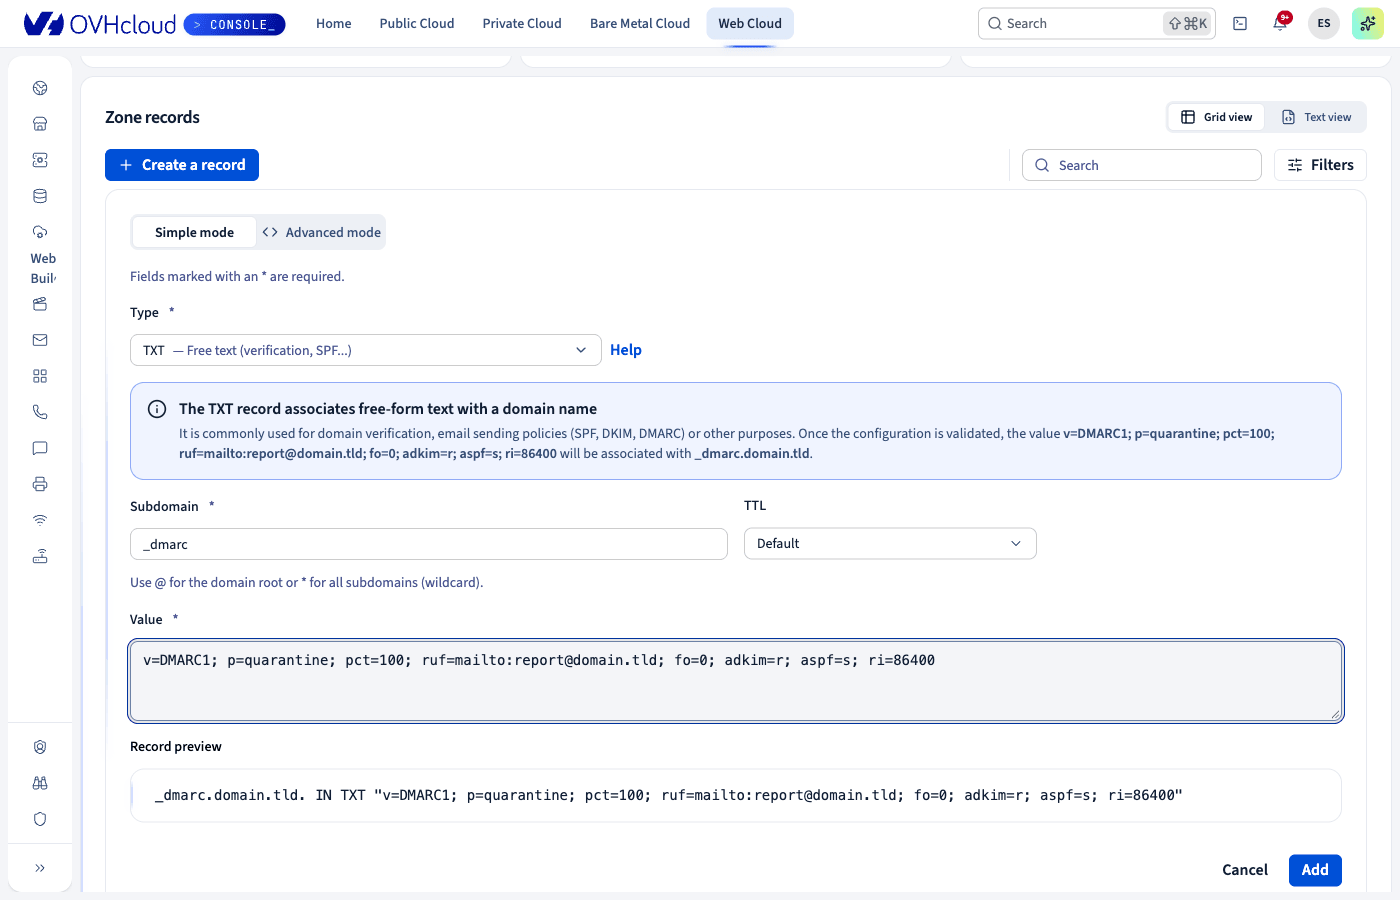 OVHcloud > CONSOLE_ Home Public Cloud Private Cloud Bare Metal Cloud Web Cloud Search ⇧⌘K 9+ ES
Zone records
Grid view Text view
Create a record
Search
Filters
Simple mode
Advanced mode
Web
Fields marked with an * are required.
Type *
TXT — Free text (verification, SPF...)
Help
The TXT record associates free-form text with a domain name
It is commonly used for domain verification, email sending policies (SPF, DKIM, DMARC) or other purposes. Once the configuration is validated, the value v=DMARC1; p=quarantine; pct=100;
ruf=mailto:report@domain.tld; fo=0; adkim=r; aspf=s; ri=86400 will be associated with _dmarc.domain.tld.
Subdomain *
TTL
_dmarc
Default
Use @ for the domain root or * for all subdomains (wildcard).
Value *
v=DMARC1; p=quarantine; pct=100; ruf=mailto:report@domain.tld; fo=0; adkim=r; aspf=s; ri=86400
Record preview
_dmarc.domain.tld. IN TXT "v=DMARC1; p=quarantine; pct=100; ruf=mailto:report@domain.tld; fo=0; adkim=r; aspf=s; ri=86400"
Cancel
Add